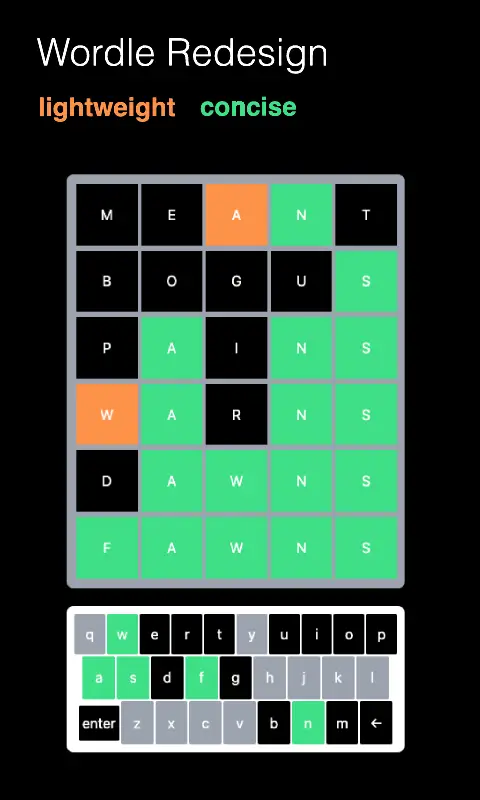 Wordle Redesign
lightweight concise
M E A N T
B O G U S
P A I N S
W A R N S
D A W N S
F A W N S
q w e r t y u i o p
a s d f g h j k l
enter z x c v b n m ←